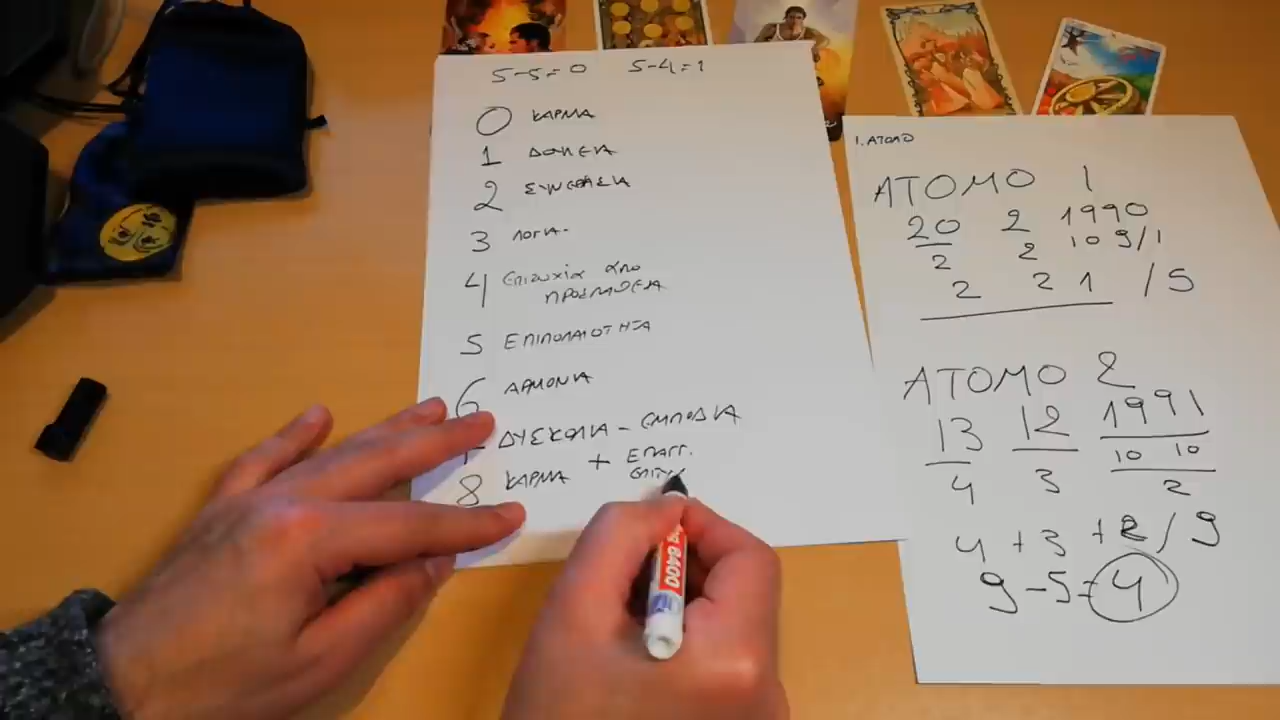 5-5=0 5-4=1
0 ΚΑΡΜΑ
1 ΔΟΥΛΕΙΑ
2 ΣΥΝΕΡΓΑΣΙΑ
3 ΛΟΓΙΑ.
4 Επιτυχία από
ΠΡΟΣΠΑΘΕΙΑ
5 ΕΠΙΠΟΛΑΙΟΤΗΤΑ
6 ΑΡΜΟΝΙΑ
ΔΥΣΚΟΛΙΑ - ΕΜΠΟΔΙΑ
8 ΚΑΡΜΑ + ΕΠΑΓΓ.
1. ΑΤΟΜΟ
ΑΤΟΜΟ 1
20 2 1990
2 2 10 9/1
2 2 1 /5
ΑΤΟΜΟ 2
13 12 1991
10 10
4 3 2
4 +3 +2 / 9
9-5=4
8400